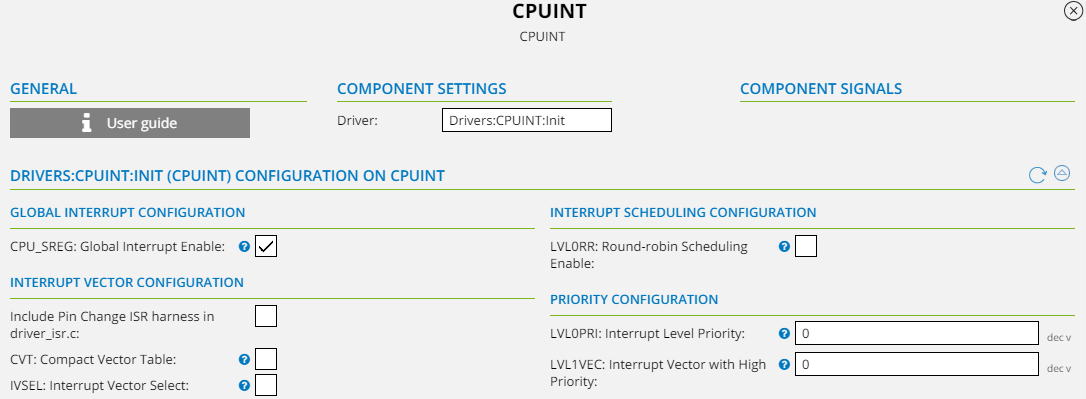 CPUINT
CPUINT
GENERAL
User guide
COMPONENT SETTINGS
Driver: Drivers:CPUINT:Init
COMPONENT SIGNALS
DRIVERS:CPUINT:INIT (CPUINT) CONFIGURATION ON CPUINT
GLOBAL INTERRUPT CONFIGURATION
CPU_SREG: Global Interrupt Enable: ?
INTERRUPT VECTOR CONFIGURATION
Include Pin Change ISR harness in
driver_isr.c:
CVT: Compact Vector Table: ?
IVSEL: Interrupt Vector Select: ?
INTERRUPT SCHEDULING CONFIGURATION
LVL0RR: Round-robin Scheduling ?
Enable:
PRIORITY CONFIGURATION
LVL0PRI: Interrupt Level Priority: ? 0 dec v
LVL1VEC: Interrupt Vector with High ? 0 dec v
Priority: